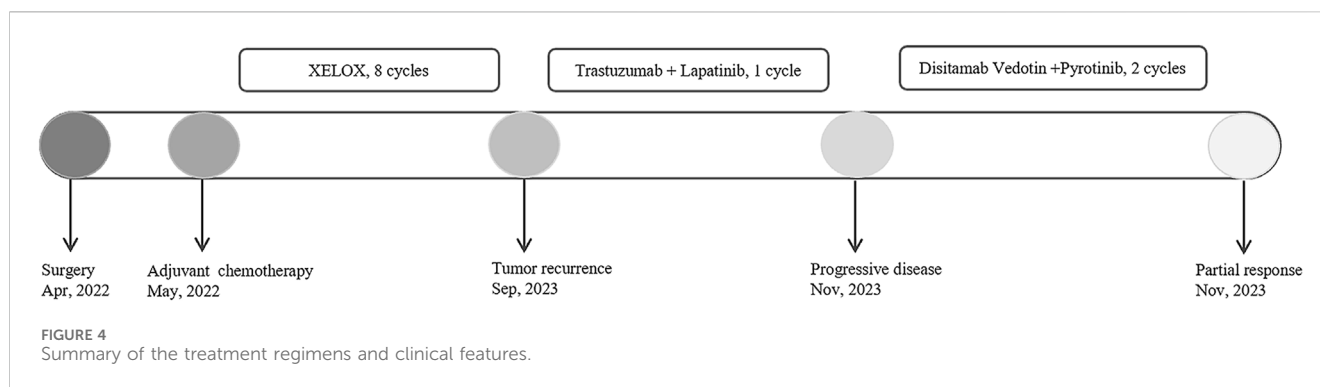 XELOX, 8 cycles
Trastuzumab + Lapatinib, 1 cycle
Disitamab Vedotin +Pyrotinib, 2 cycles
Surgery
Apr, 2022
Adjuvant chemotherapy
May, 2022
Tumor recurrence
Sep, 2023
Progressive disease
Nov, 2023
Partial response
Nov, 2023
FIGURE 4
Summary of the treatment regimens and clinical features.